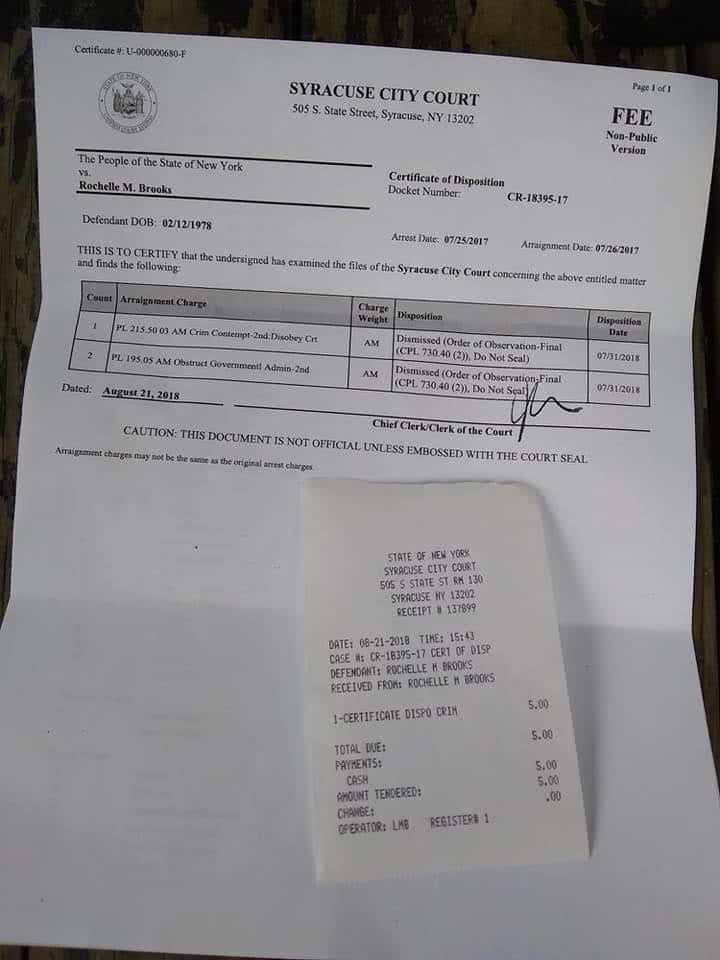 Certificate #: U-000000680-F
Page 1 of 1
SYRACUSE CITY COURT
505 S. State Street, Syracuse, NY 13202
FEE
Non-Public
Version
The People of the State of New York
vs.
Rochelle M. Brooks
Certificate of Disposition
Docket Number: CR-18395-17
Defendant DOB: 02/12/1978
Arrest Date: 07/25/2017 Arraignment Date: 07/26/2017
THIS IS TO CERTIFY that the undersigned has examined the files of the Syracuse City Court concerning the above entitled matter
and finds the following:
Count Arraignment Charge Charge Weight Disposition Disposition Date
1 PL 215.50 03 AM Crim Contempt-2nd:Disobey Crt AM Dismissed (Order of Observation-Final (CPL 730.40 (2)), Do Not Seal) 07/31/2018
2 PL 195.05 AM Obstruct Governmentl Admin-2nd AM Dismissed (Order of Observation-Final (CPL 730.40 (2)), Do Not Seal) 07/31/2018
Dated: August 21, 2018
Chief Clerk/Clerk of the Court
CAUTION: THIS DOCUMENT IS NOT OFFICIAL UNLESS EMBOSSED WITH THE COURT SEAL
Arraignment charges may not be the same as the original arrest charges.
STATE OF NEW YORK
SYRACUSE CITY COURT
505 S STATE ST RM 130
SYRACUSE NY 13202
RECEIPT # 137899
DATE: 08-21-2018 TIME: 15:43
CASE #: CR-18395-17 CERT OF DISP
DEFENDANT: ROCHELLE M BROOKS
RECEIVED FROM: ROCHELLE M BROOKS
1-CERTIFICATE DISPO CRIM 5.00
TOTAL DUE: 5.00
PAYMENTS:
CASH 5.00
AMOUNT TENDERED: 5.00
CHANGE: .00
OPERATOR: LMB REGISTER# 1